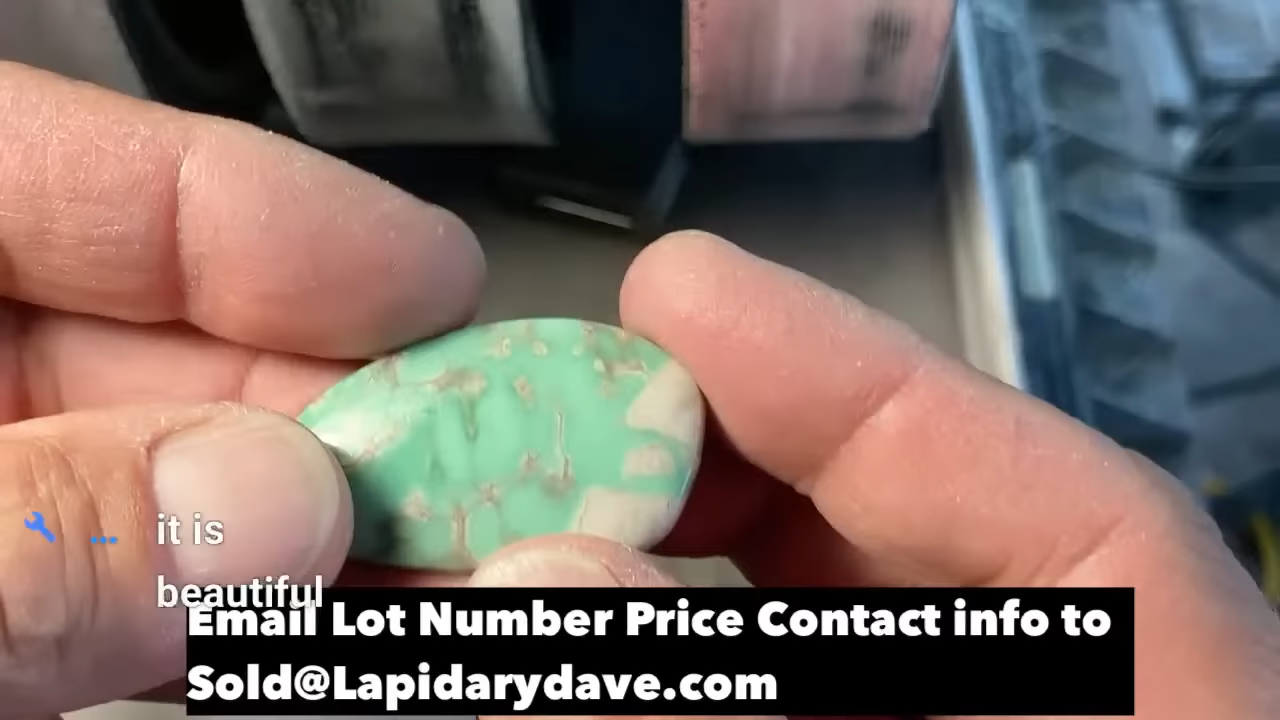 ... it is
beautiful
Email Lot Number Price Contact info to
Sold@Lapidarydave.com